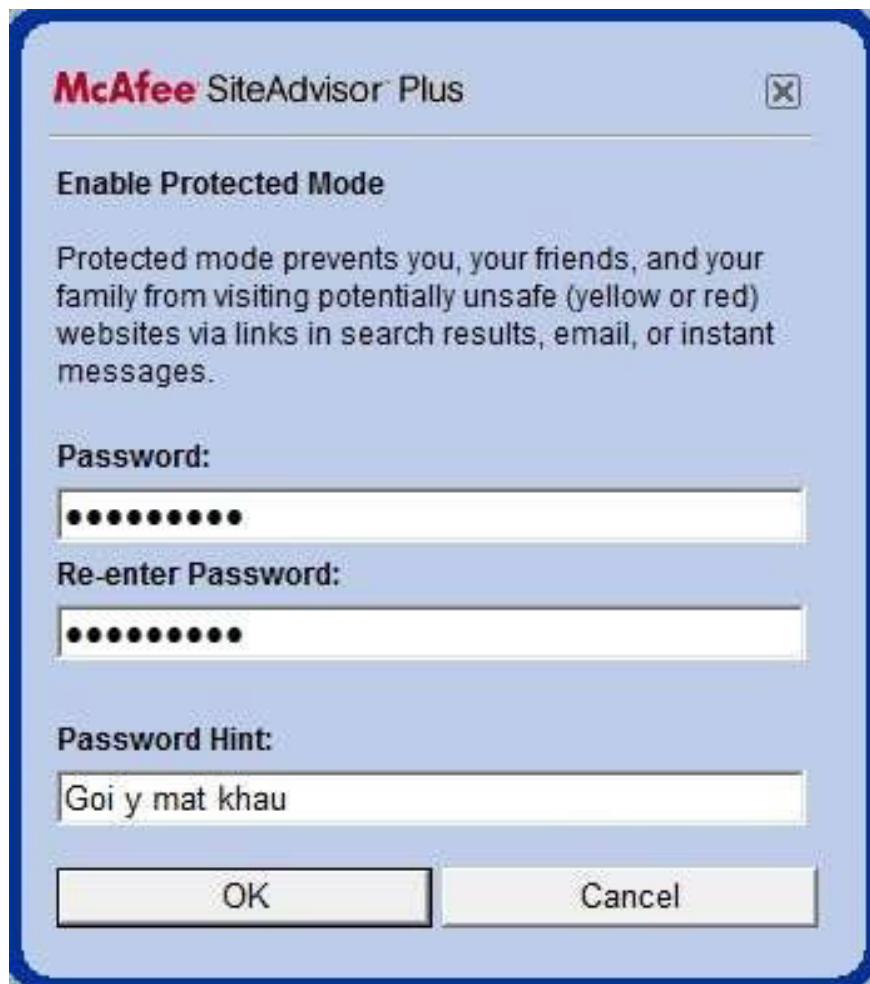 McAfee SiteAdvisor™ Plus
Enable Protected Mode
Protected mode prevents you, your friends, and your
family from visiting potentially unsafe (yellow or red)
websites via links in search results, email, or instant
messages.
Password:
●●●●●●●●●
Re-enter Password:
●●●●●●●●●
Password Hint:
Goi y mat khau
OK
Cancel